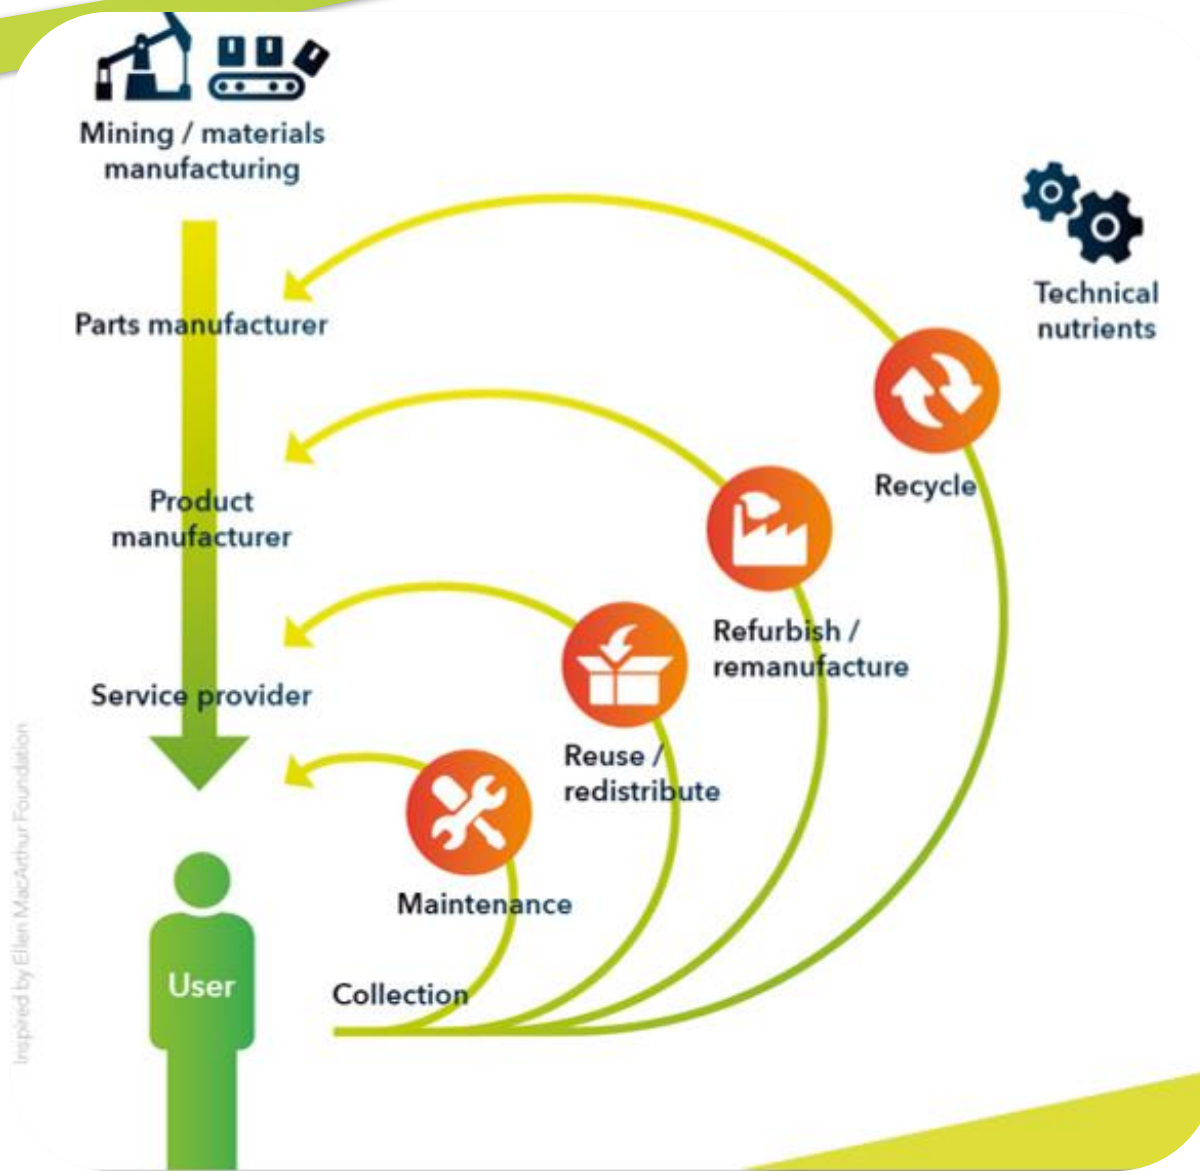 Mining / materials
manufacturing
Technical
nutrients
Parts manufacturer
Recycle
Product
manufacturer
Refurbish /
remanufacture
Service provider
Reuse /
redistribute
Maintenance
User
Collection
Inspired by Ellen MacArthur Foundation